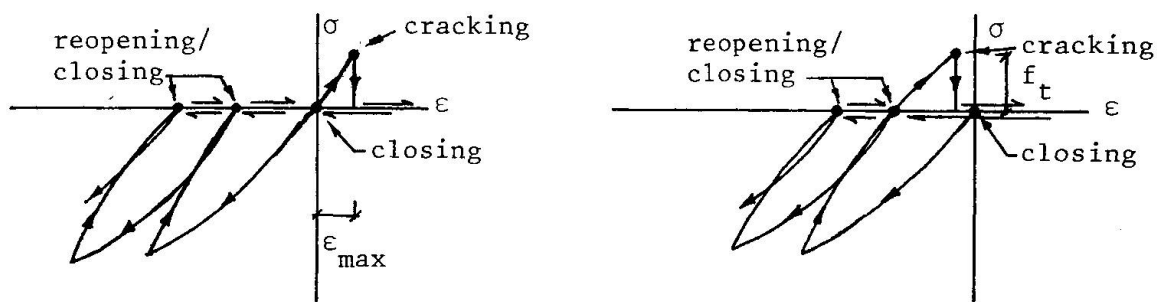 σ
cracking
reopening/
closing
ε
closing
ε max
σ
cracking
reopening/
closing
f t
ε
closing